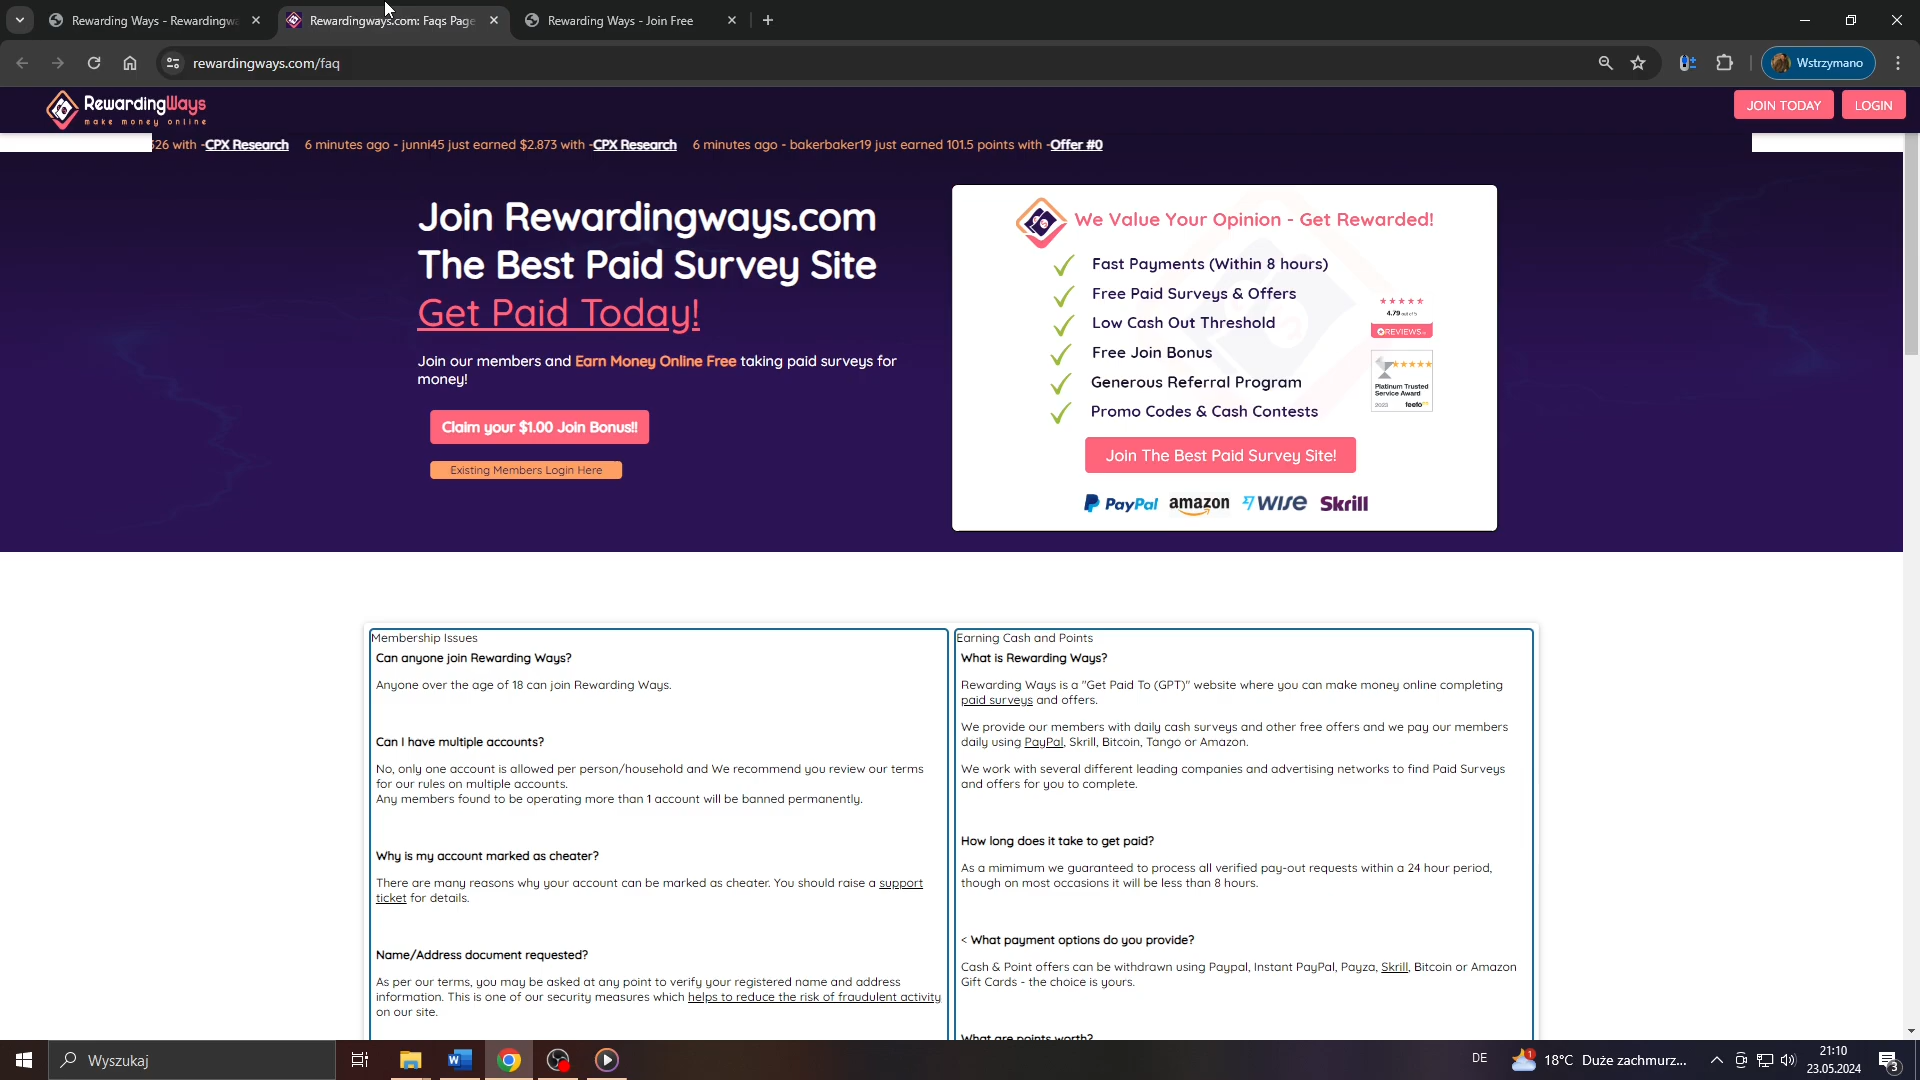 Rewarding Ways - Rewardingwa
Rewardingways.com: Faqs Page
Rewarding Ways - Join Free
rewardingways.com/faq
Wstrzymano
RewardingWays
make money online
JOIN TODAY
LOGIN
526 with -CPX Research 6 minutes ago - junni45 just earned $2.873 with -CPX Research 6 minutes ago - bakerbaker19 just earned 101.5 points with -Offer #0
Join Rewardingways.com
The Best Paid Survey Site
Get Paid Today!
Join our members and Earn Money Online Free taking paid surveys for
money!
Claim your $1.00 Join Bonus!!
Existing Members Login Here
We Value Your Opinion - Get Rewarded!
Fast Payments (Within 8 hours)
Free Paid Surveys & Offers
Low Cash Out Threshold
Free Join Bonus
Generous Referral Program
Promo Codes & Cash Contests
4.79 out of 5
REVIEWS.io
Platinum Trusted
Service Award
2023 feefo
Join The Best Paid Survey Site!
PayPal amazon WISE Skrill
Membership Issues
Can anyone join Rewarding Ways?
Anyone over the age of 18 can join Rewarding Ways.
Can I have multiple accounts?
No, only one account is allowed per person/household and We recommend you review our terms
for our rules on multiple accounts.
Any members found to be operating more than 1 account will be banned permanently.
Why is my account marked as cheater?
There are many reasons why your account can be marked as cheater. You should raise a support
ticket for details.
Name/Address document requested?
As per our terms, you may be asked at any point to verify your registered name and address
information. This is one of our security measures which helps to reduce the risk of fraudulent activity
on our site.
Earning Cash and Points
What is Rewarding Ways?
Rewarding Ways is a "Get Paid To (GPT)" website where you can make money online completing
paid surveys and offers.
We provide our members with daily cash surveys and other free offers and we pay our members
daily using PayPal, Skrill, Bitcoin, Tango or Amazon.
We work with several different leading companies and advertising networks to find Paid Surveys
and offers for you to complete.
How long does it take to get paid?
As a mimimum we guaranteed to process all verified pay-out requests within a 24 hour period,
though on most occasions it will be less than 8 hours.
< What payment options do you provide?
Cash & Point offers can be withdrawn using Paypal, Instant PayPal, Payza, Skrill, Bitcoin or Amazon
Gift Cards - the choice is yours.
What are points worth?
Wyszukaj
DE
1
18°C Duże zachmurz...
21:10
23.05.2024
3